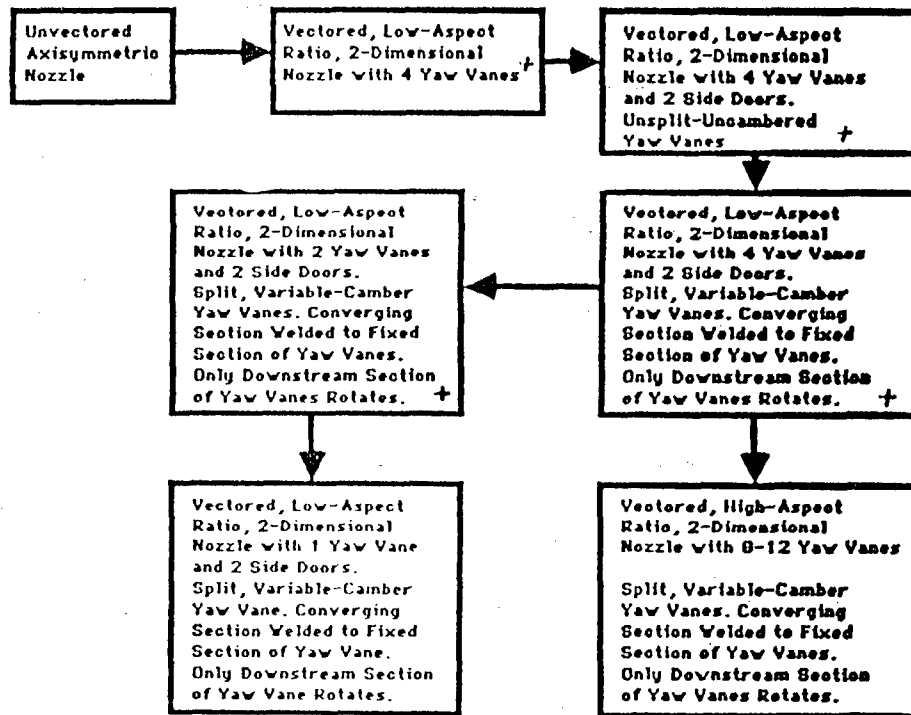 Unvectored
Axisymmetric
Nozzle
Vectored, Low-Aspect
Ratio, 2-Dimensional
Nozzle with 4 Yaw Vanes +
Vectored, Low-Aspect
Ratio, 2-Dimensional
Nozzle with 4 Yaw Vanes
and 2 Side Doors.
Unsplit-Uncambered
Yaw Vanes +
Vectored, Low-Aspect
Ratio, 2-Dimensional
Nozzle with 2 Yaw Vanes
and 2 Side Doors.
Split, Variable-Camber
Yaw Vanes. Converging
Section Welded to Fixed
Section of Yaw Vanes.
Only Downstream Section
of Yaw Vanes Rotates. +
Vectored, Low-Aspect
Ratio, 2-Dimensional
Nozzle with 4 Yaw Vanes
and 2 Side Doors.
Split, Variable-Camber
Yaw Vanes. Converging
Section Welded to Fixed
Section of Yaw Vanes.
Only Downstream Section
of Yaw Vanes Rotates. +
Vectored, Low-Aspect
Ratio, 2-Dimensional
Nozzle with 1 Yaw Vane
and 2 Side Doors.
Split, Variable-Camber
Yaw Vane. Converging
Section Welded to Fixed
Section of Yaw Vane.
Only Downstream Section
of Yaw Vane Rotates.
Vectored, High-Aspect
Ratio, 2-Dimensional
Nozzle with 8-12 Yaw Vanes
Split, Variable-Camber
Yaw Vanes. Converging
Section Welded to Fixed
Section of Yaw Vanes.
Only Downstream Section
of Yaw Vanes Rotates.